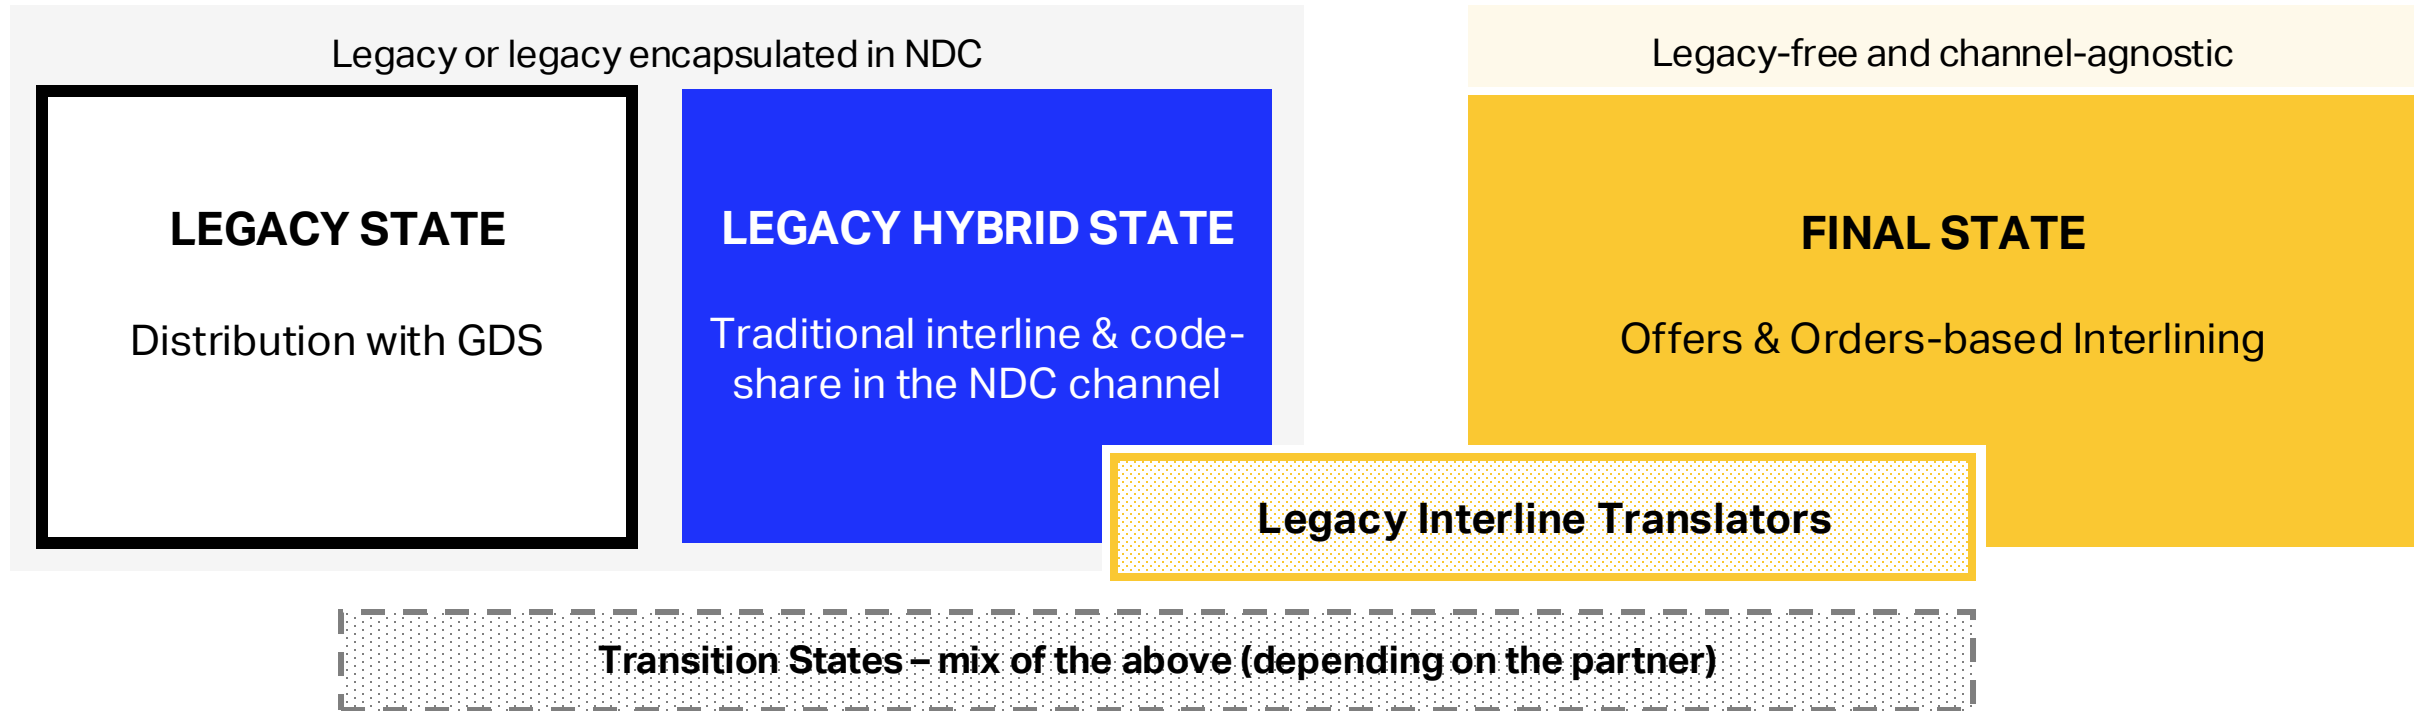 Legacy or legacy encapsulated in NDC
LEGACY STATE
Distribution with GDS
LEGACY HYBRID STATE
Traditional interline & code-
share in the NDC channel
Legacy-free and channel-agnostic
FINAL STATE
Offers & Orders-based Interlining
Legacy Interline Translators
Transition States – mix of the above (depending on the partner)